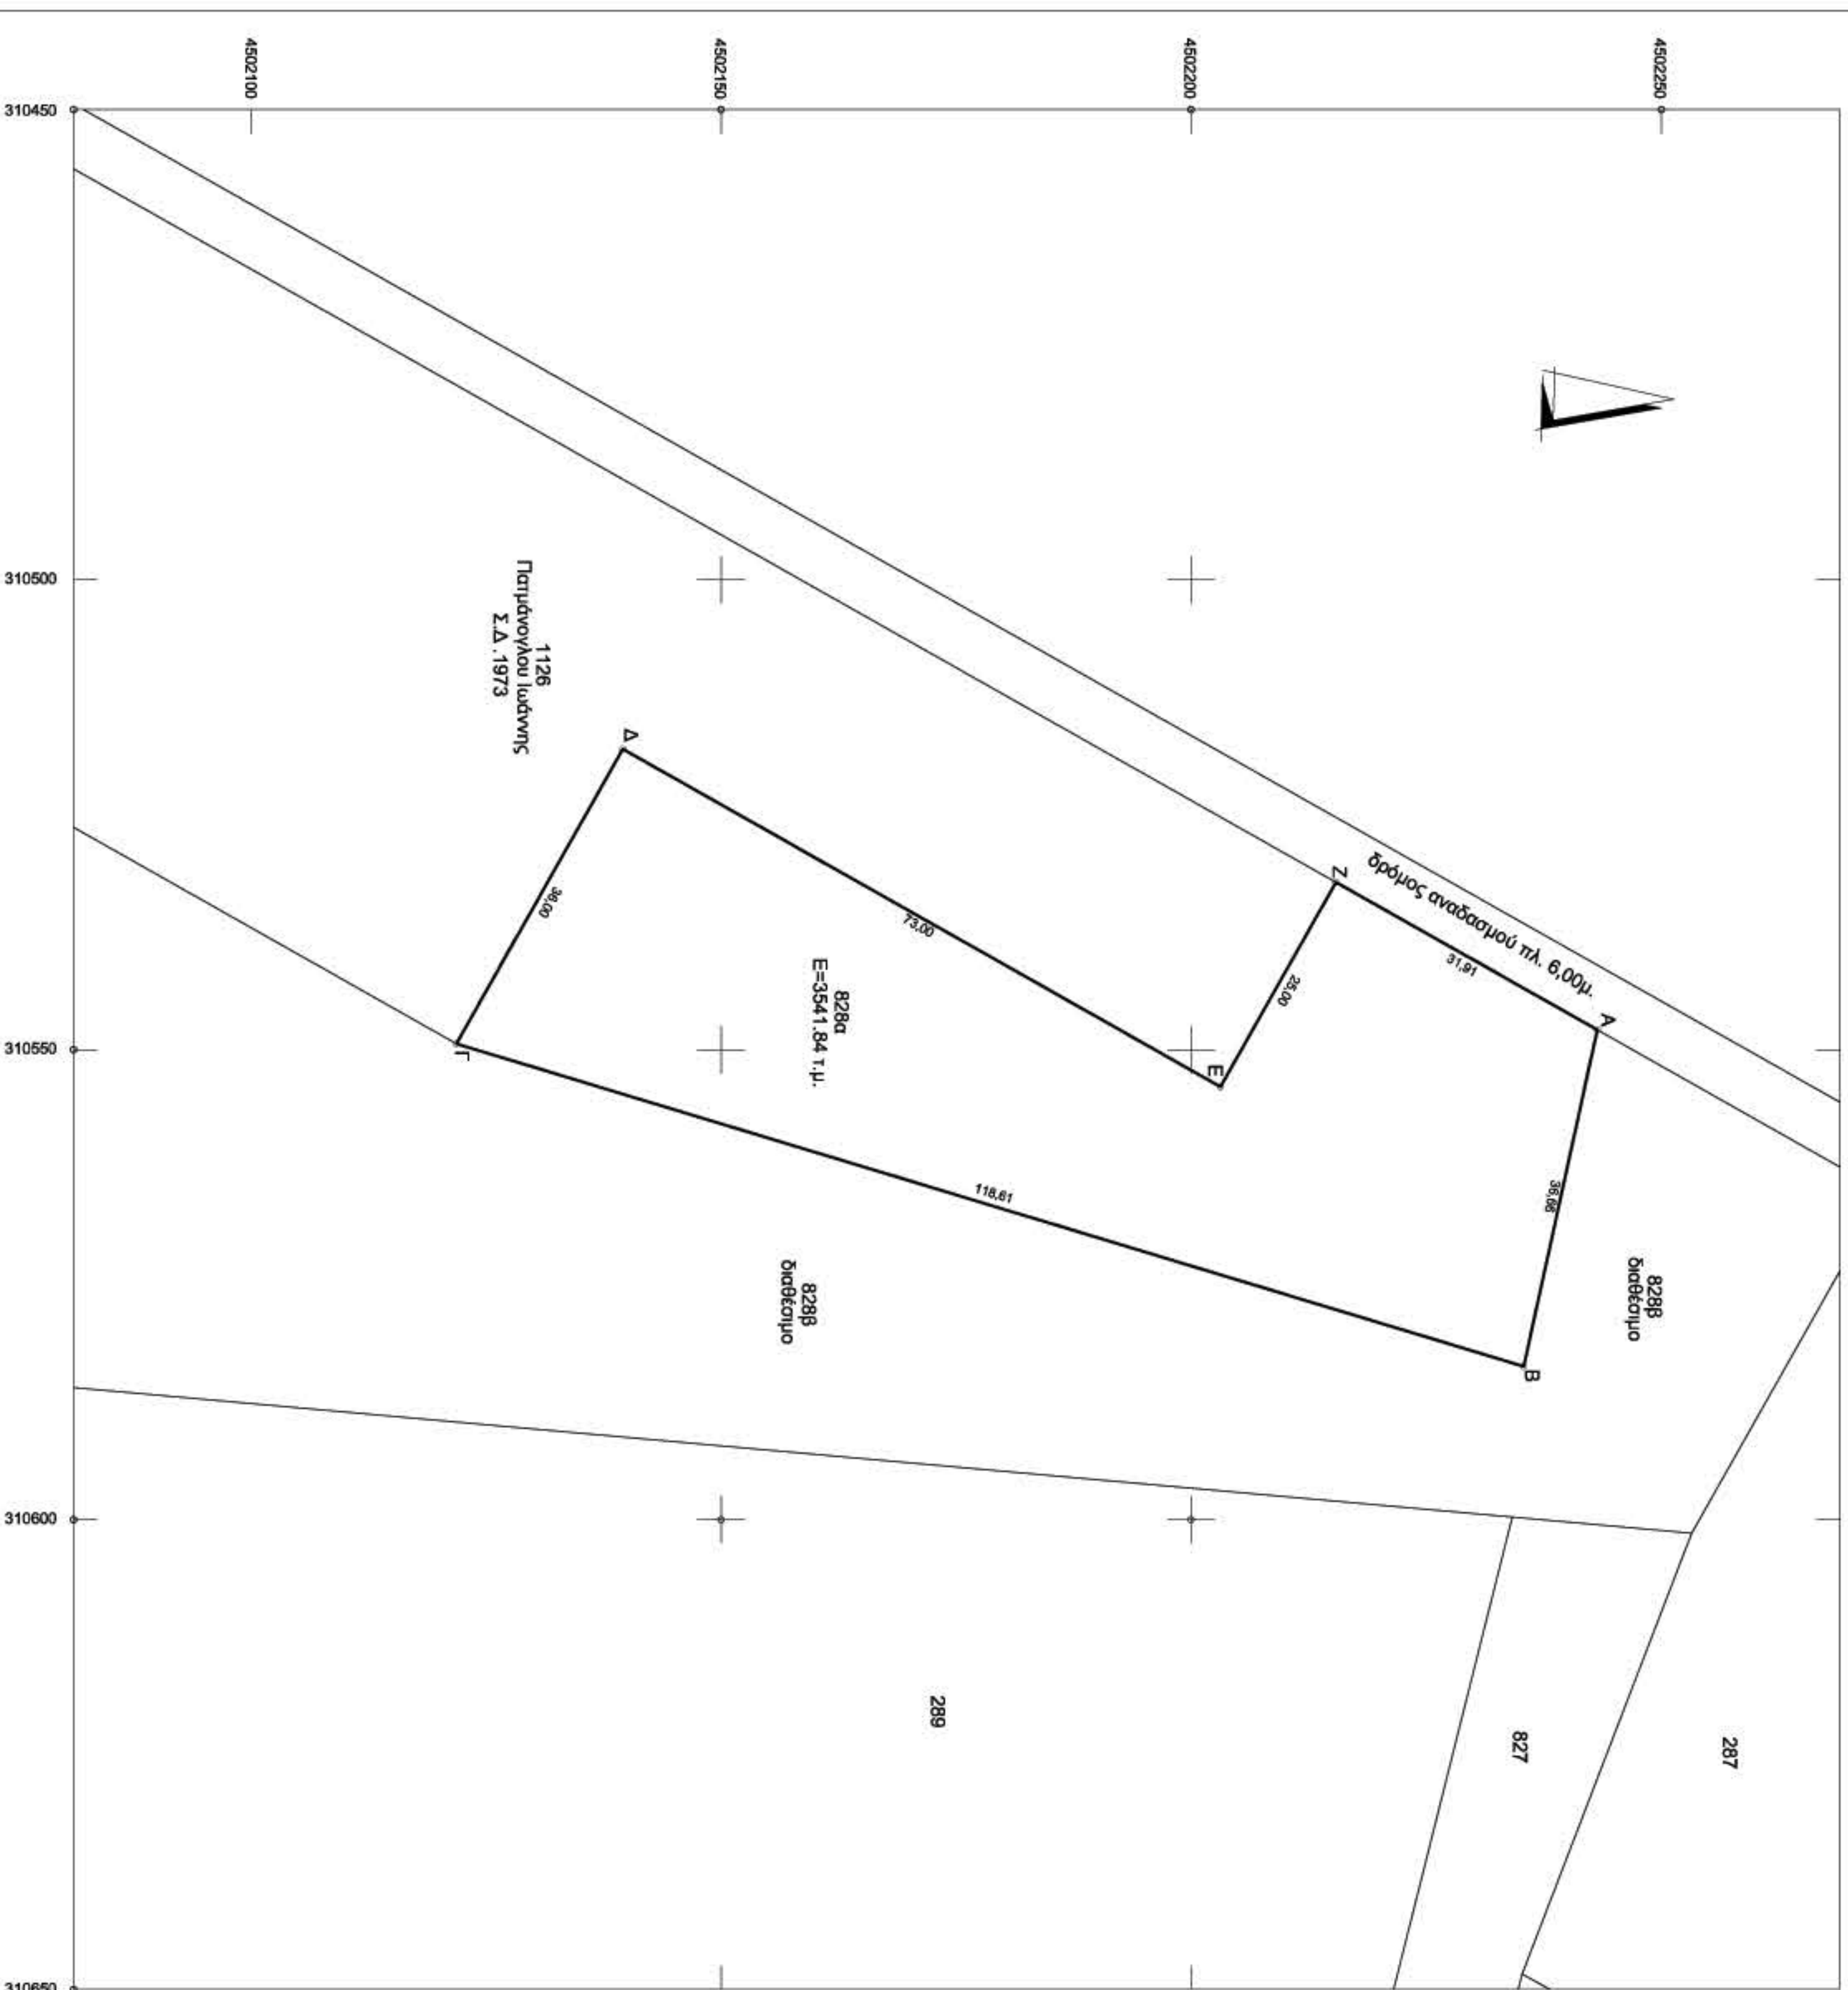 4502100
4502150
4502200
4502250
310450
310500
310550
310600
310650
1126
Πατμάνογλου Ιωάννης
Σ.Δ .1973
Δ
Ζ
δρόμος αναδασμού πλ. 6,00μ.
Α
31,91
25,00
73,00
36,00
828α
Ε=3541.84 τ.μ.
Ε
Γ
118,61
36,66
Β
828β
διαθέσιμο
828β
διαθέσιμο
289
827
287